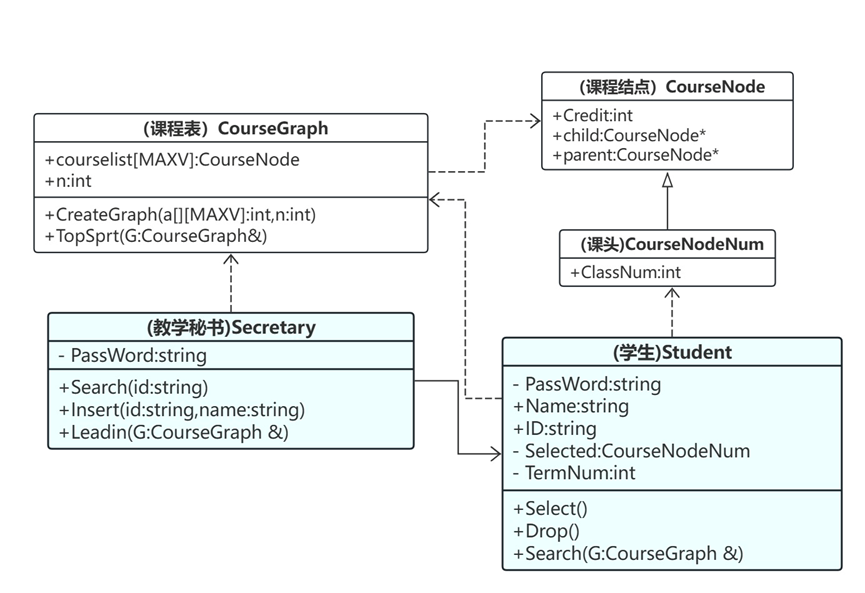 (课程结点) CourseNode
+Credit:int
+child:CourseNode*
+parent:CourseNode*
(课程表) CourseGraph
+courselist[MAXV]:CourseNode
+n:int
+CreateGraph(a[][MAXV]:int,n:int)
+TopSprt(G:CourseGraph&)
(课头)CourseNodeNum
+ClassNum:int
(教学秘书)Secretary
- PassWord:string
+Search(id:string)
+Insert(id:string,name:string)
+Leadin(G:CourseGraph &)
(学生)Student
- PassWord:string
+Name:string
+ID:string
- Selected:CourseNodeNum
- TermNum:int
+Select()
+Drop()
+Search(G:CourseGraph &)